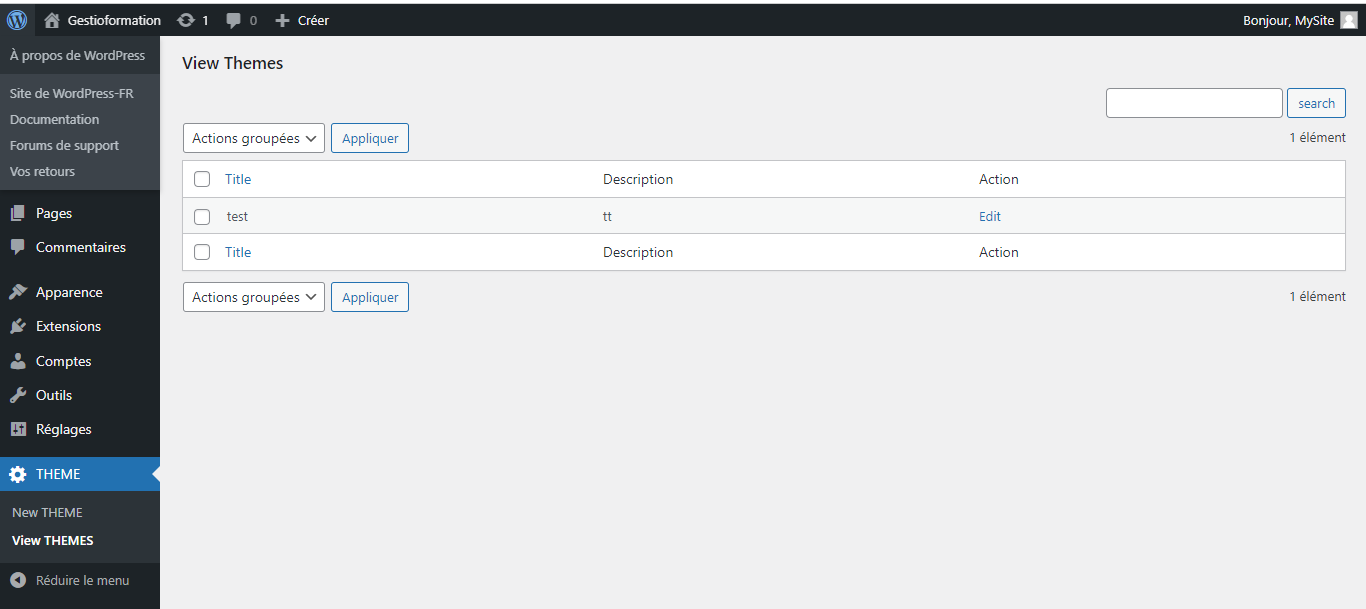 Gestioformation 1 0 Créer Bonjour, MySite
À propos de WordPress
Site de WordPress-FR
Documentation
Forums de support
Vos retours
Pages
Commentaires
Apparence
Extensions
Comptes
Outils
Réglages
THEME
New THEME
View THEMES
Réduire le menu
View Themes
search
Actions groupées Appliquer 1 élément
Title Description Action
test tt Edit
Title Description Action
Actions groupées Appliquer 1 élément